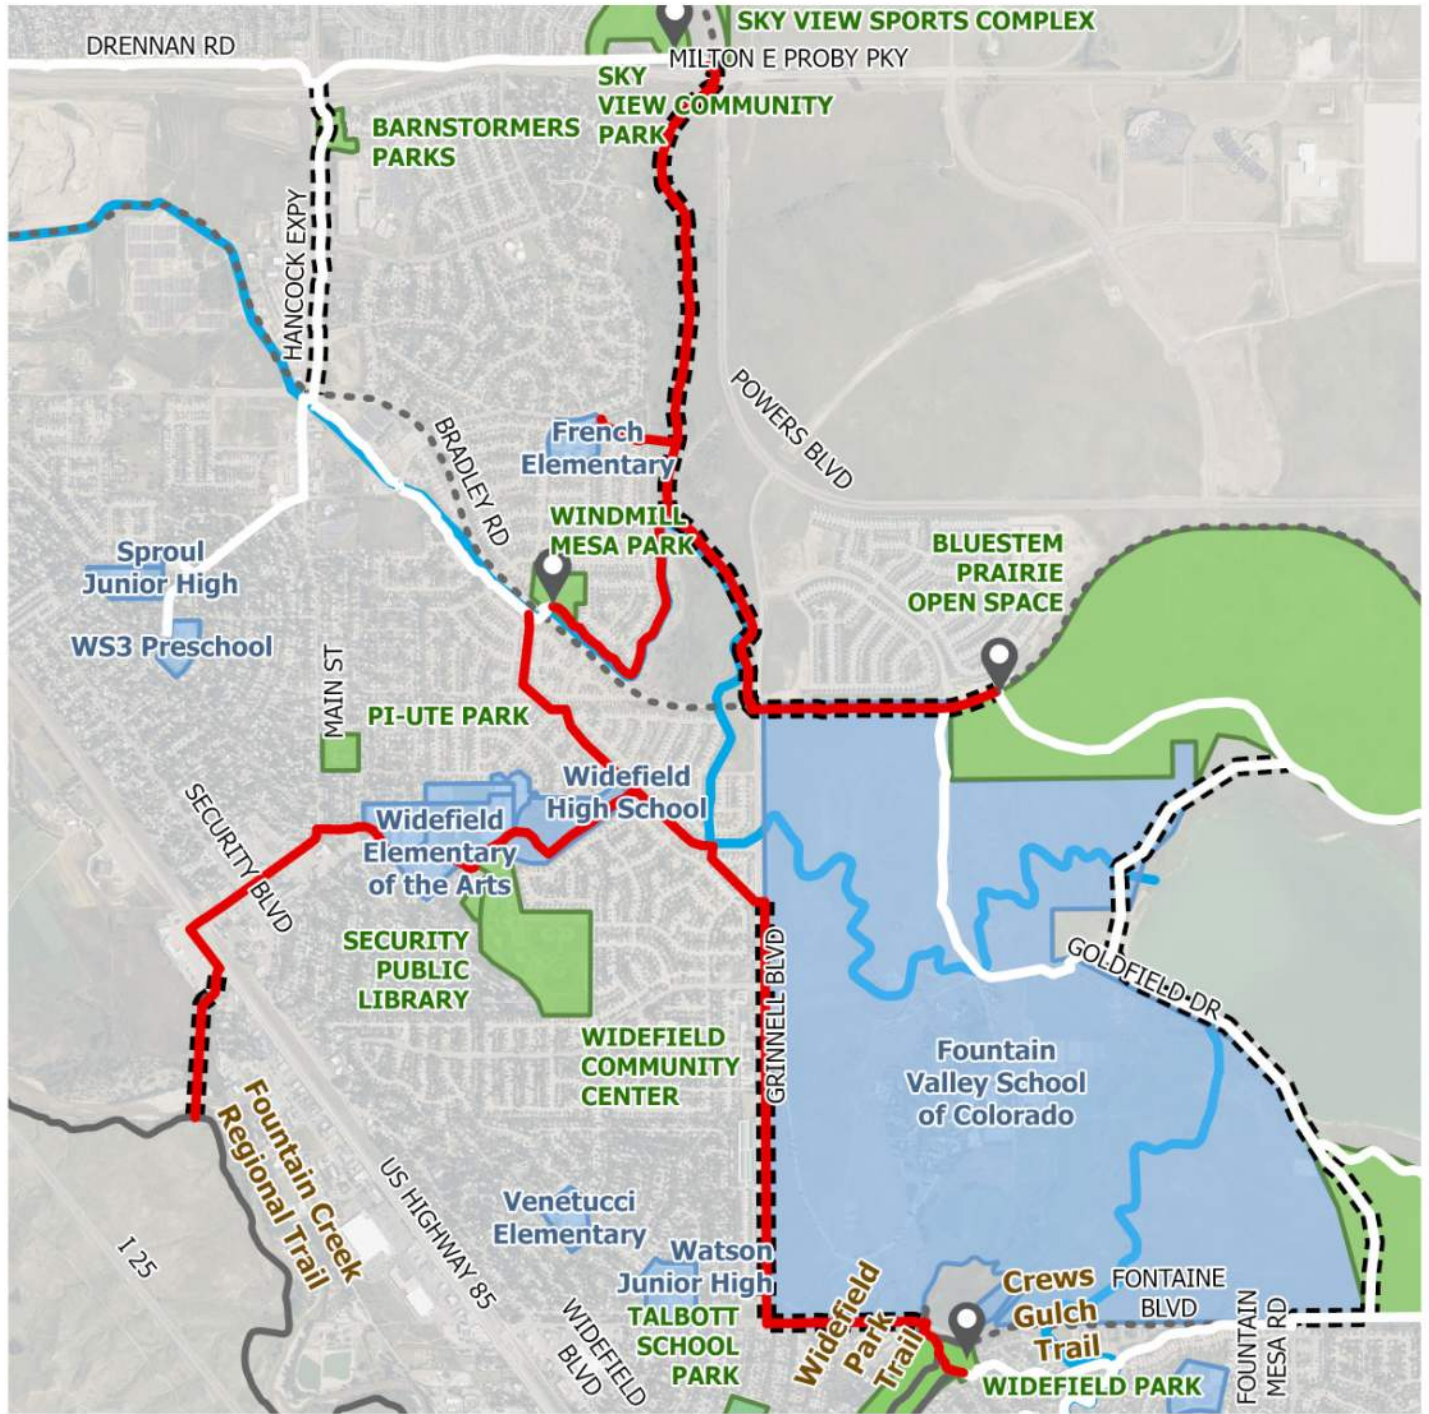 SKY VIEW SPORTS COMPLEX
DRENNAN RD
MILTON E PROBY PKY
SKY
VIEW COMMUNITY
PARK
BARNSTORMERS
PARKS
HANCOCK EXPY
POWERS BLVD
BRADLEY RD
French
Elementary
WINDMILL
MESA PARK
BLUESTEM
PRAIRIE
OPEN SPACE
Sproul
Junior High
WS3 Preschool
MAIN ST
PI-UTE PARK
Widefield
High School
SECURITY BLVD
Widefield
Elementary
of the Arts
SECURITY
PUBLIC
LIBRARY
GRINNELL BLVD
GOLDFIELD DR
WIDEFIELD
COMMUNITY
CENTER
Fountain
Valley School
of Colorado
Fountain Creek
Regional Trail
US HIGHWAY 85
I 25
Venetucci
Elementary
Watson
Junior High
TALBOTT
SCHOOL
PARK
WIDEFIELD
BLVD
Widefield
Park
Trail
Crews
Gulch
Trail
FONTAINE
BLVD
FOUNTAIN
MESA RD
WIDEFIELD PARK